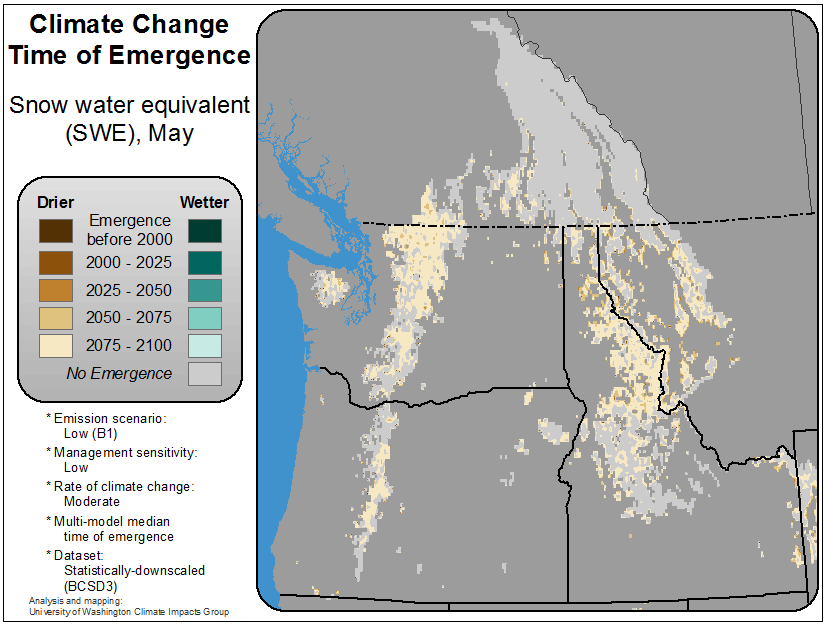 Climate Change
Time of Emergence
Snow water equivalent
(SWE), May
Drier
Wetter
Emergence
before 2000
2000 - 2025
2025 - 2050
2050 - 2075
2075 - 2100
No Emergence
* Emission scenario:
Low (B1)
* Management sensitivity:
Low
* Rate of climate change:
Moderate
* Multi-model median
time of emergence
* Dataset:
Statistically-downscaled
(BCSD3)
Analysis and mapping:
University of Washington Climate Impacts Group